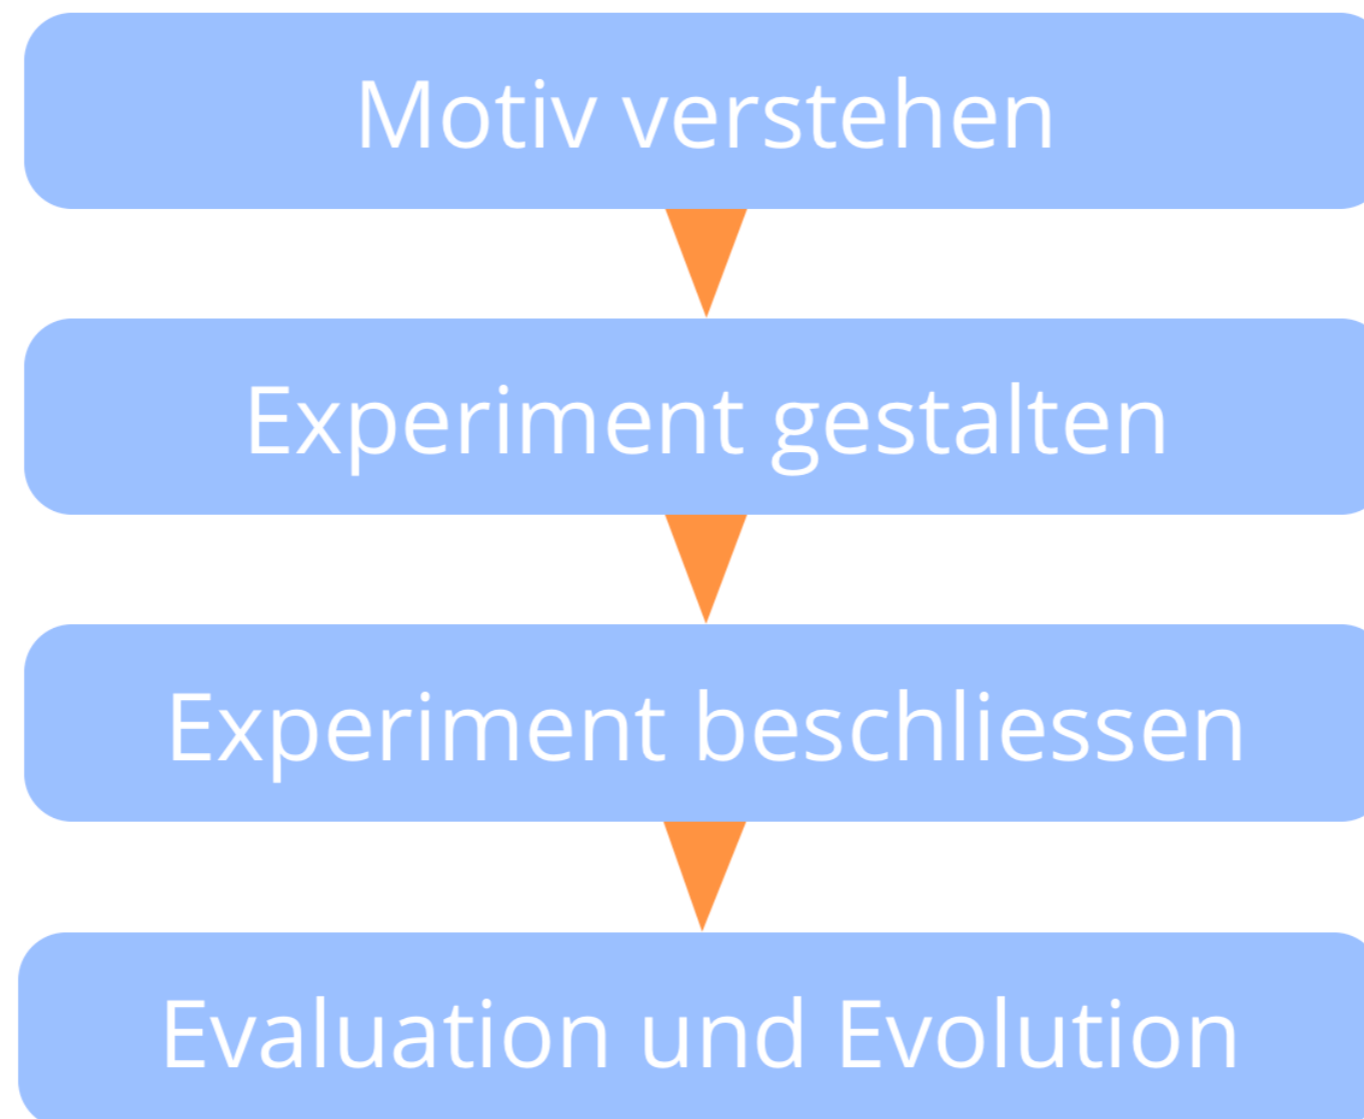 Motiv verstehen
Experiment gestalten
Experiment beschliessen
Evaluation und Evolution